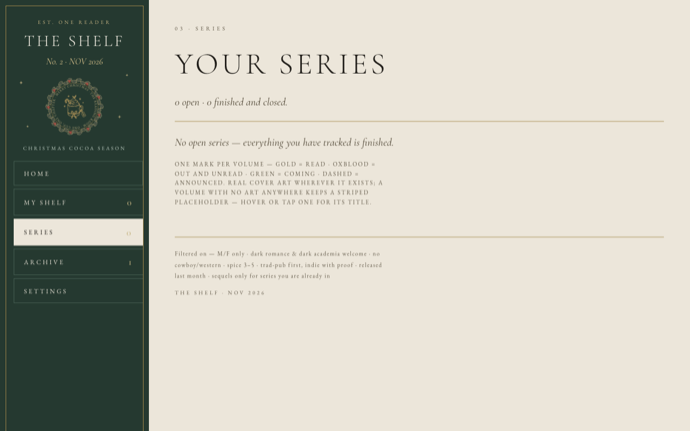 EST. ONE READER
THE SHELF
No. 2 · NOV 2026
CHRISTMAS COCOA SEASON
HOME
MY SHELF 0
SERIES 0
ARCHIVE 1
SETTINGS
03 · SERIES
YOUR SERIES
0 open · 0 finished and closed.
No open series — everything you have tracked is finished.
ONE MARK PER VOLUME — GOLD = READ · OXBLOOD =
OUT AND UNREAD · GREEN = COMING · DASHED =
ANNOUNCED. REAL COVER ART WHEREVER IT EXISTS; A
VOLUME WITH NO ART ANYWHERE KEEPS A STRIPED
PLACEHOLDER — HOVER OR TAP ONE FOR ITS TITLE.
Filtered on — M/F only · dark romance & dark academia welcome · no
cowboy/western · spice 3–5 · trad-pub first, indie with proof · released
last month · sequels only for series you are already in
THE SHELF · NOV 2026